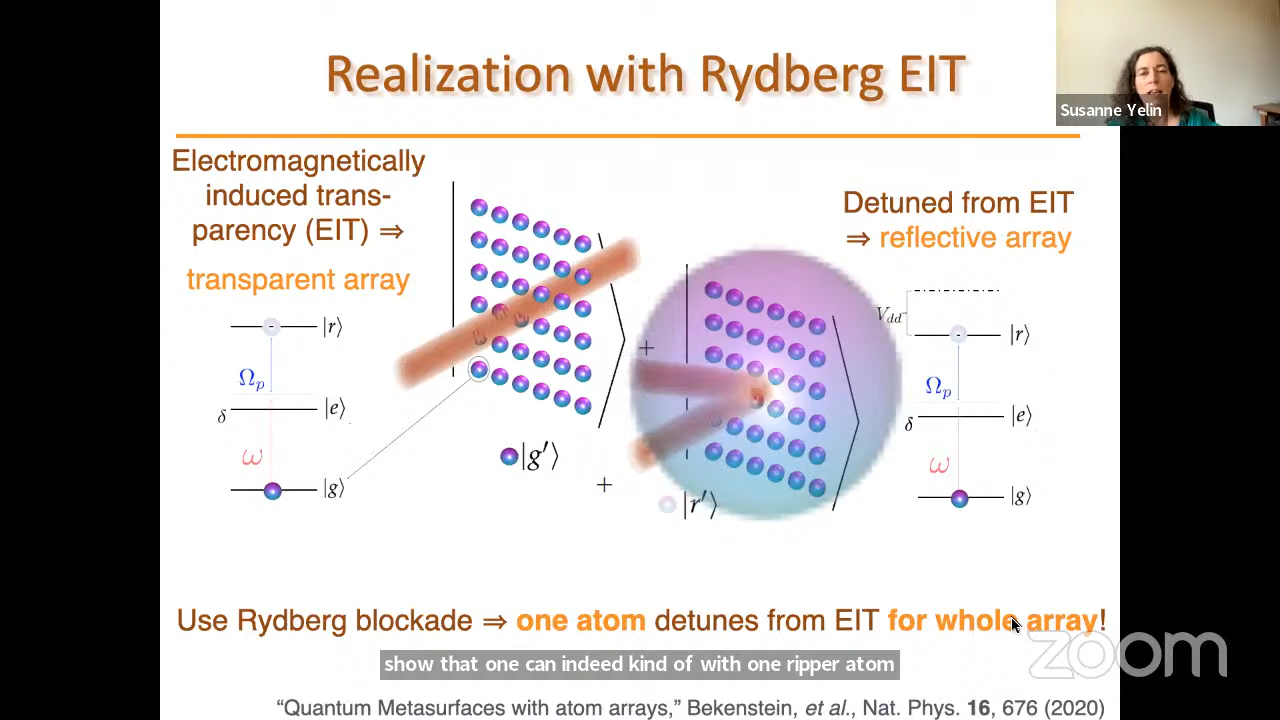 Realization with Rydberg EIT
Susanne Yelin
Electromagnetically
induced trans-
parency (EIT) ⇒
transparent array
Detuned from EIT
⇒ reflective array
|r⟩
Ω_p
|e⟩
δ
ω
|g⟩
|g′⟩
+
+
|r′⟩
V_dd
|r⟩
Ω_p
|e⟩
δ
ω
|g⟩
Use Rydberg blockade ⇒ one atom detunes from EIT for whole array!
zoom
show that one can indeed kind of with one ripper atom
“Quantum Metasurfaces with atom arrays,” Bekenstein, et al., Nat. Phys. 16, 676 (2020)